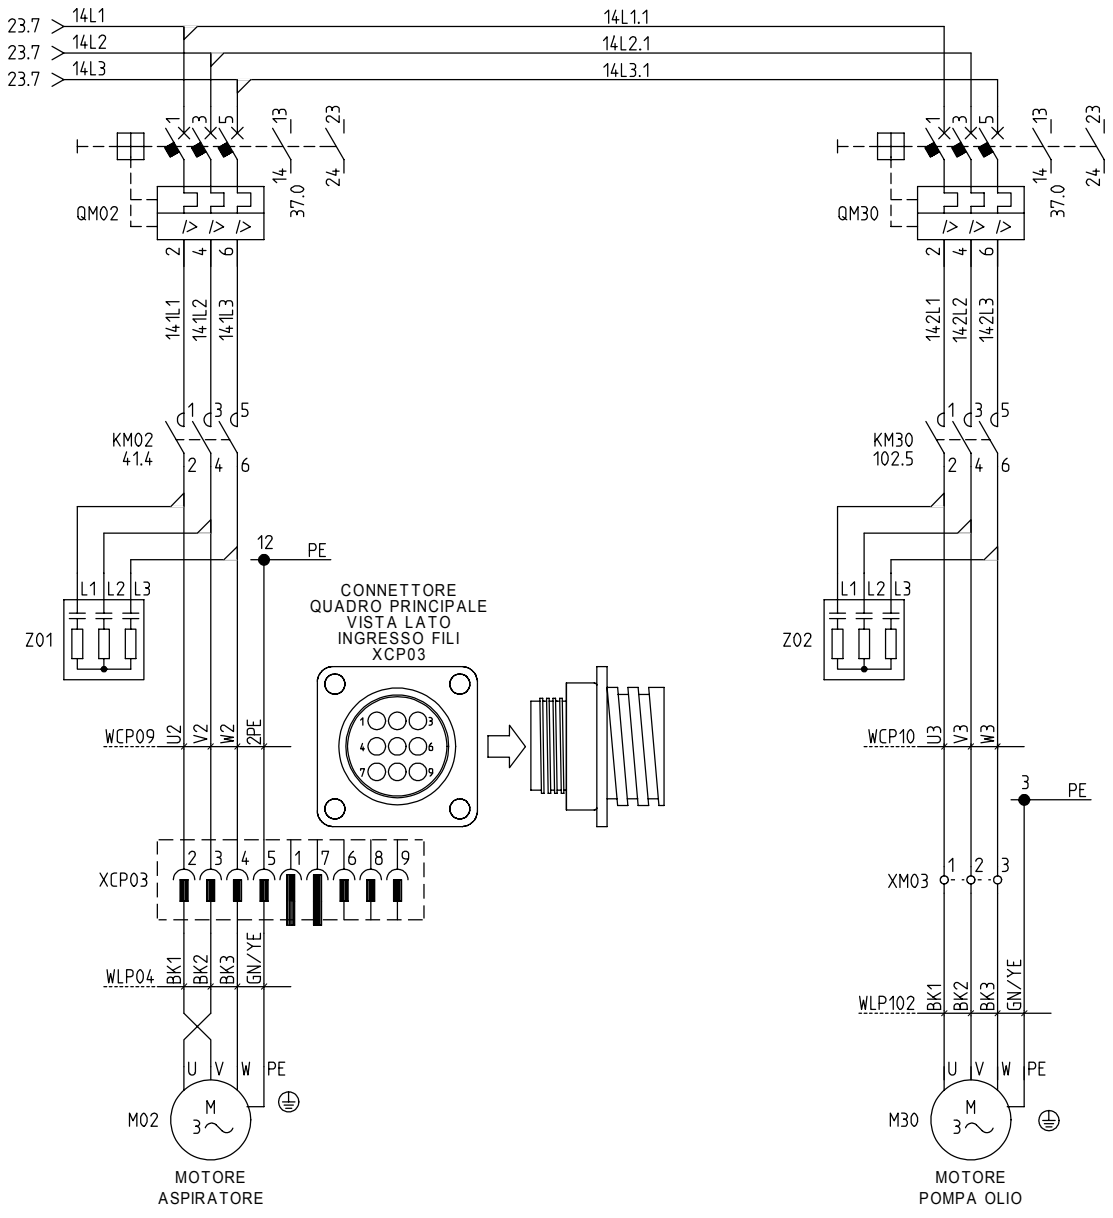 23.7 14L1 14L1.1
23.7 14L2 14L2.1
23.7 14L3 14L3.1
1 3 5 13 23
14 24
37.0
QM02
/> /> />
2 4 6
141L1 141L2 141L3
1 3 5
KM02
41.4
2 4 6
12 PE
L1 L2 L3
Z01
CONNETTORE
QUADRO PRINCIPALE
VISTA LATO
INGRESSO FILI
XCP03
1 3
4 6
7 9
WCP09 U2 V2 W2 2PE
2 3 4 5 1 7 6 8 9
XCP03
WLP04 BK1 BK2 BK3 GN/YE
U V W PE
M02
M
3
MOTORE
ASPIRATORE
1 3 5 13 23
14 24
37.0
QM30
/> /> />
2 4 6
142L1 142L2 142L3
1 3 5
KM30
102.5
2 4 6
L1 L2 L3
Z02
WCP10 U3 V3 W3
3 PE
XM03 1 2 3
WLP102 BK1 BK2 BK3 GN/YE
U V W PE
M30
M
3
MOTORE
POMPA OLIO